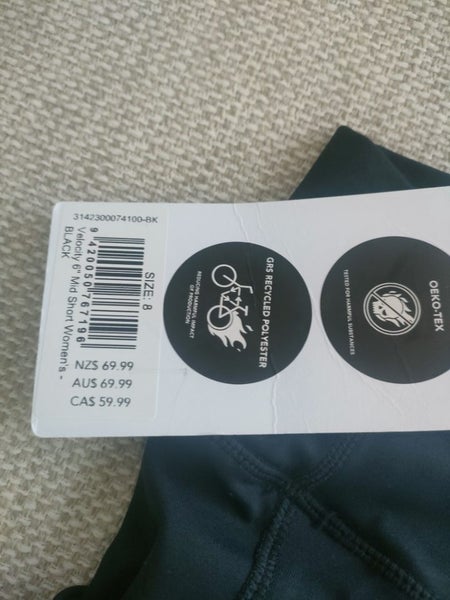 3142300074100-BK
9 420050 767196
Velocity 6" Mid Short Women's -
BLACK
SIZE: 8
NZ$ 69.99
AU$ 69.99
CA$ 59.99
GRS RECYCLED POLYESTER
REDUCING HARMFUL IMPACT
OF PRODUCTION
OEKO-TEX
TESTED FOR HARMFUL SUBSTANCES